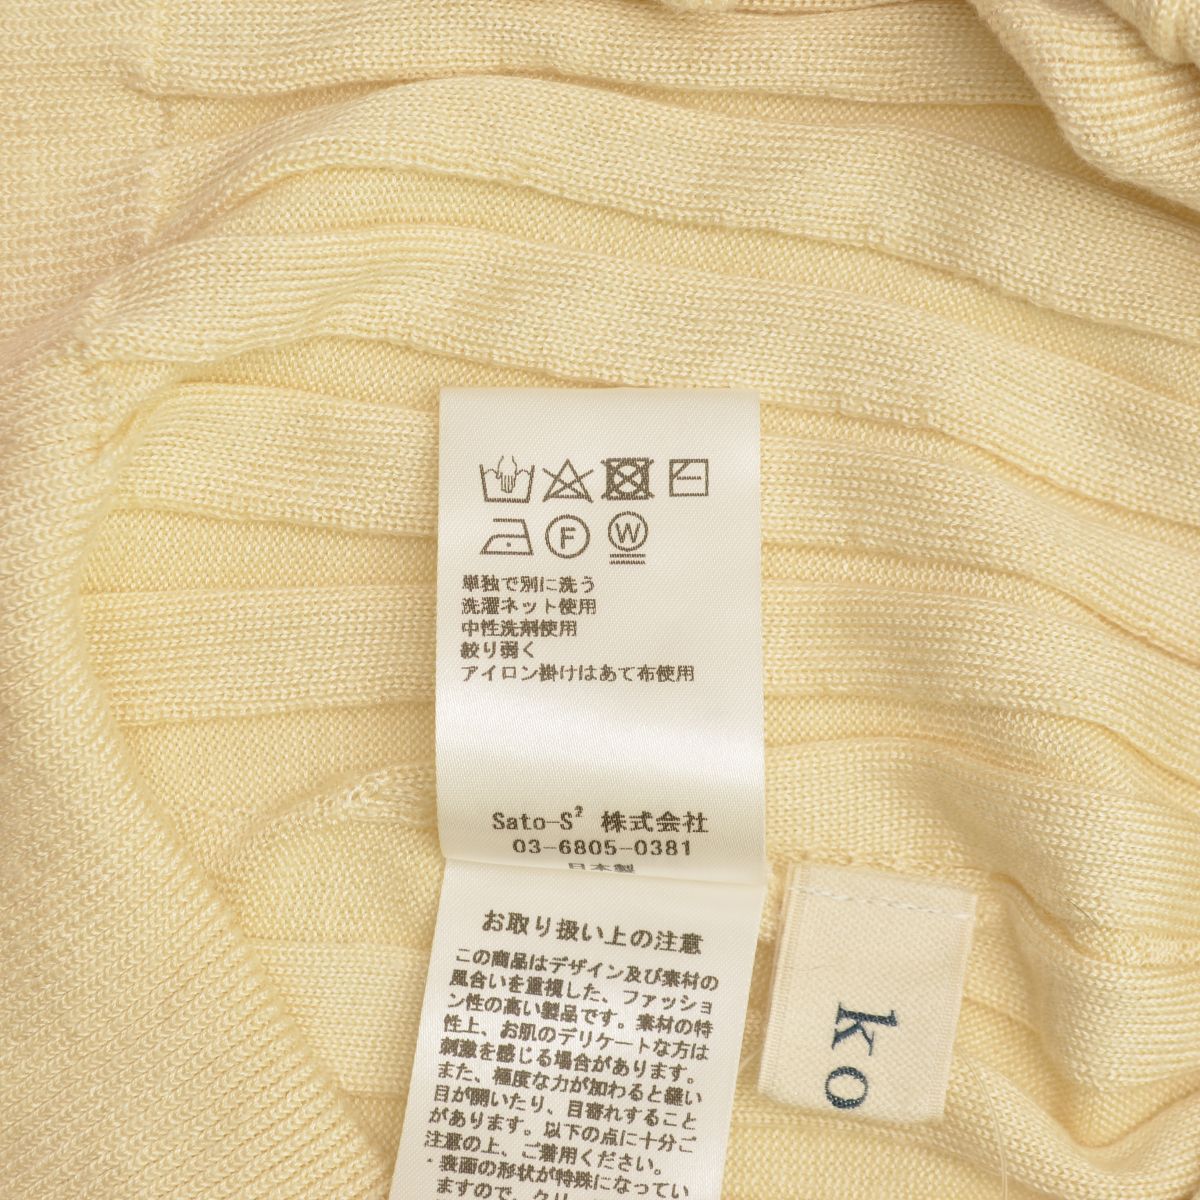 F W
単独で別に洗う
洗濯ネット使用
中性洗剤使用
絞り弱く
アイロン掛けはあて布使用
Sato-S² 株式会社
03-6805-0381
日本製
お取り扱い上の注意
この商品はデザイン及び素材の
風合いを重視した、ファッショ
ン性の高い製品です。素材の特
性上、お肌のデリケートな方は
刺激を感じる場合があります。
また、極度な力が加わると縫い
目が開いたり、目寄れすること
があります。以下の点に十分ご
注意の上、ご着用ください。
・表面の形状が特殊になってい
ますので、クリ
ko